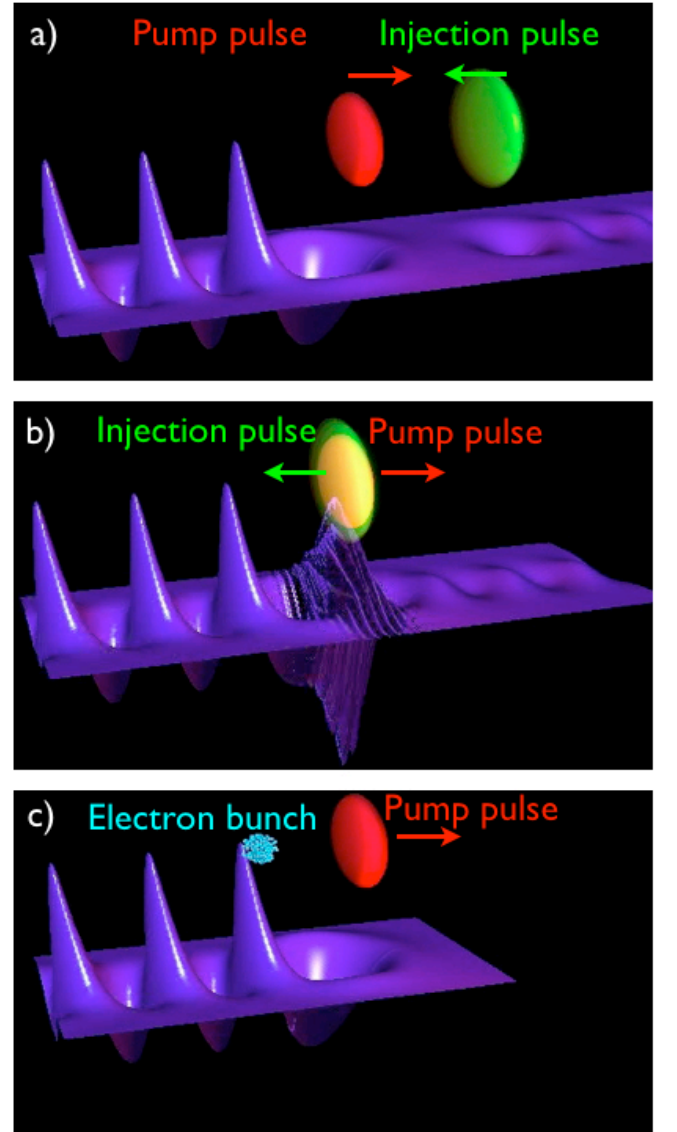 a) Pump pulse Injection pulse
b) Injection pulse Pump pulse
c) Electron bunch Pump pulse